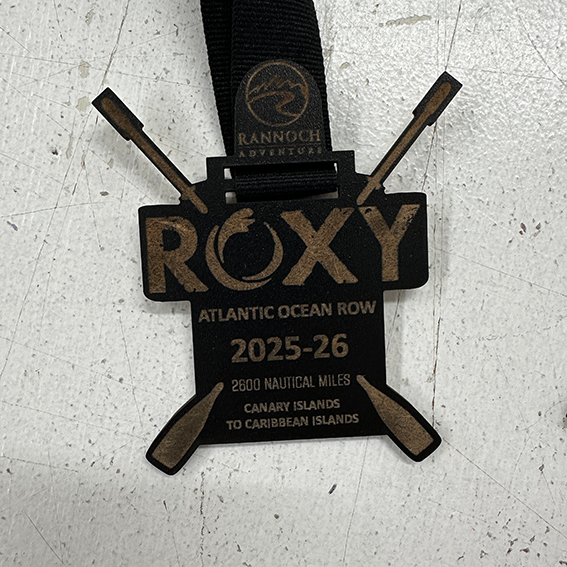 RANNOCH
ADVENTURE
ROXY
ATLANTIC OCEAN ROW
2025-26
2600 NAUTICAL MILES
CANARY ISLANDS
TO CARIBBEAN ISLANDS